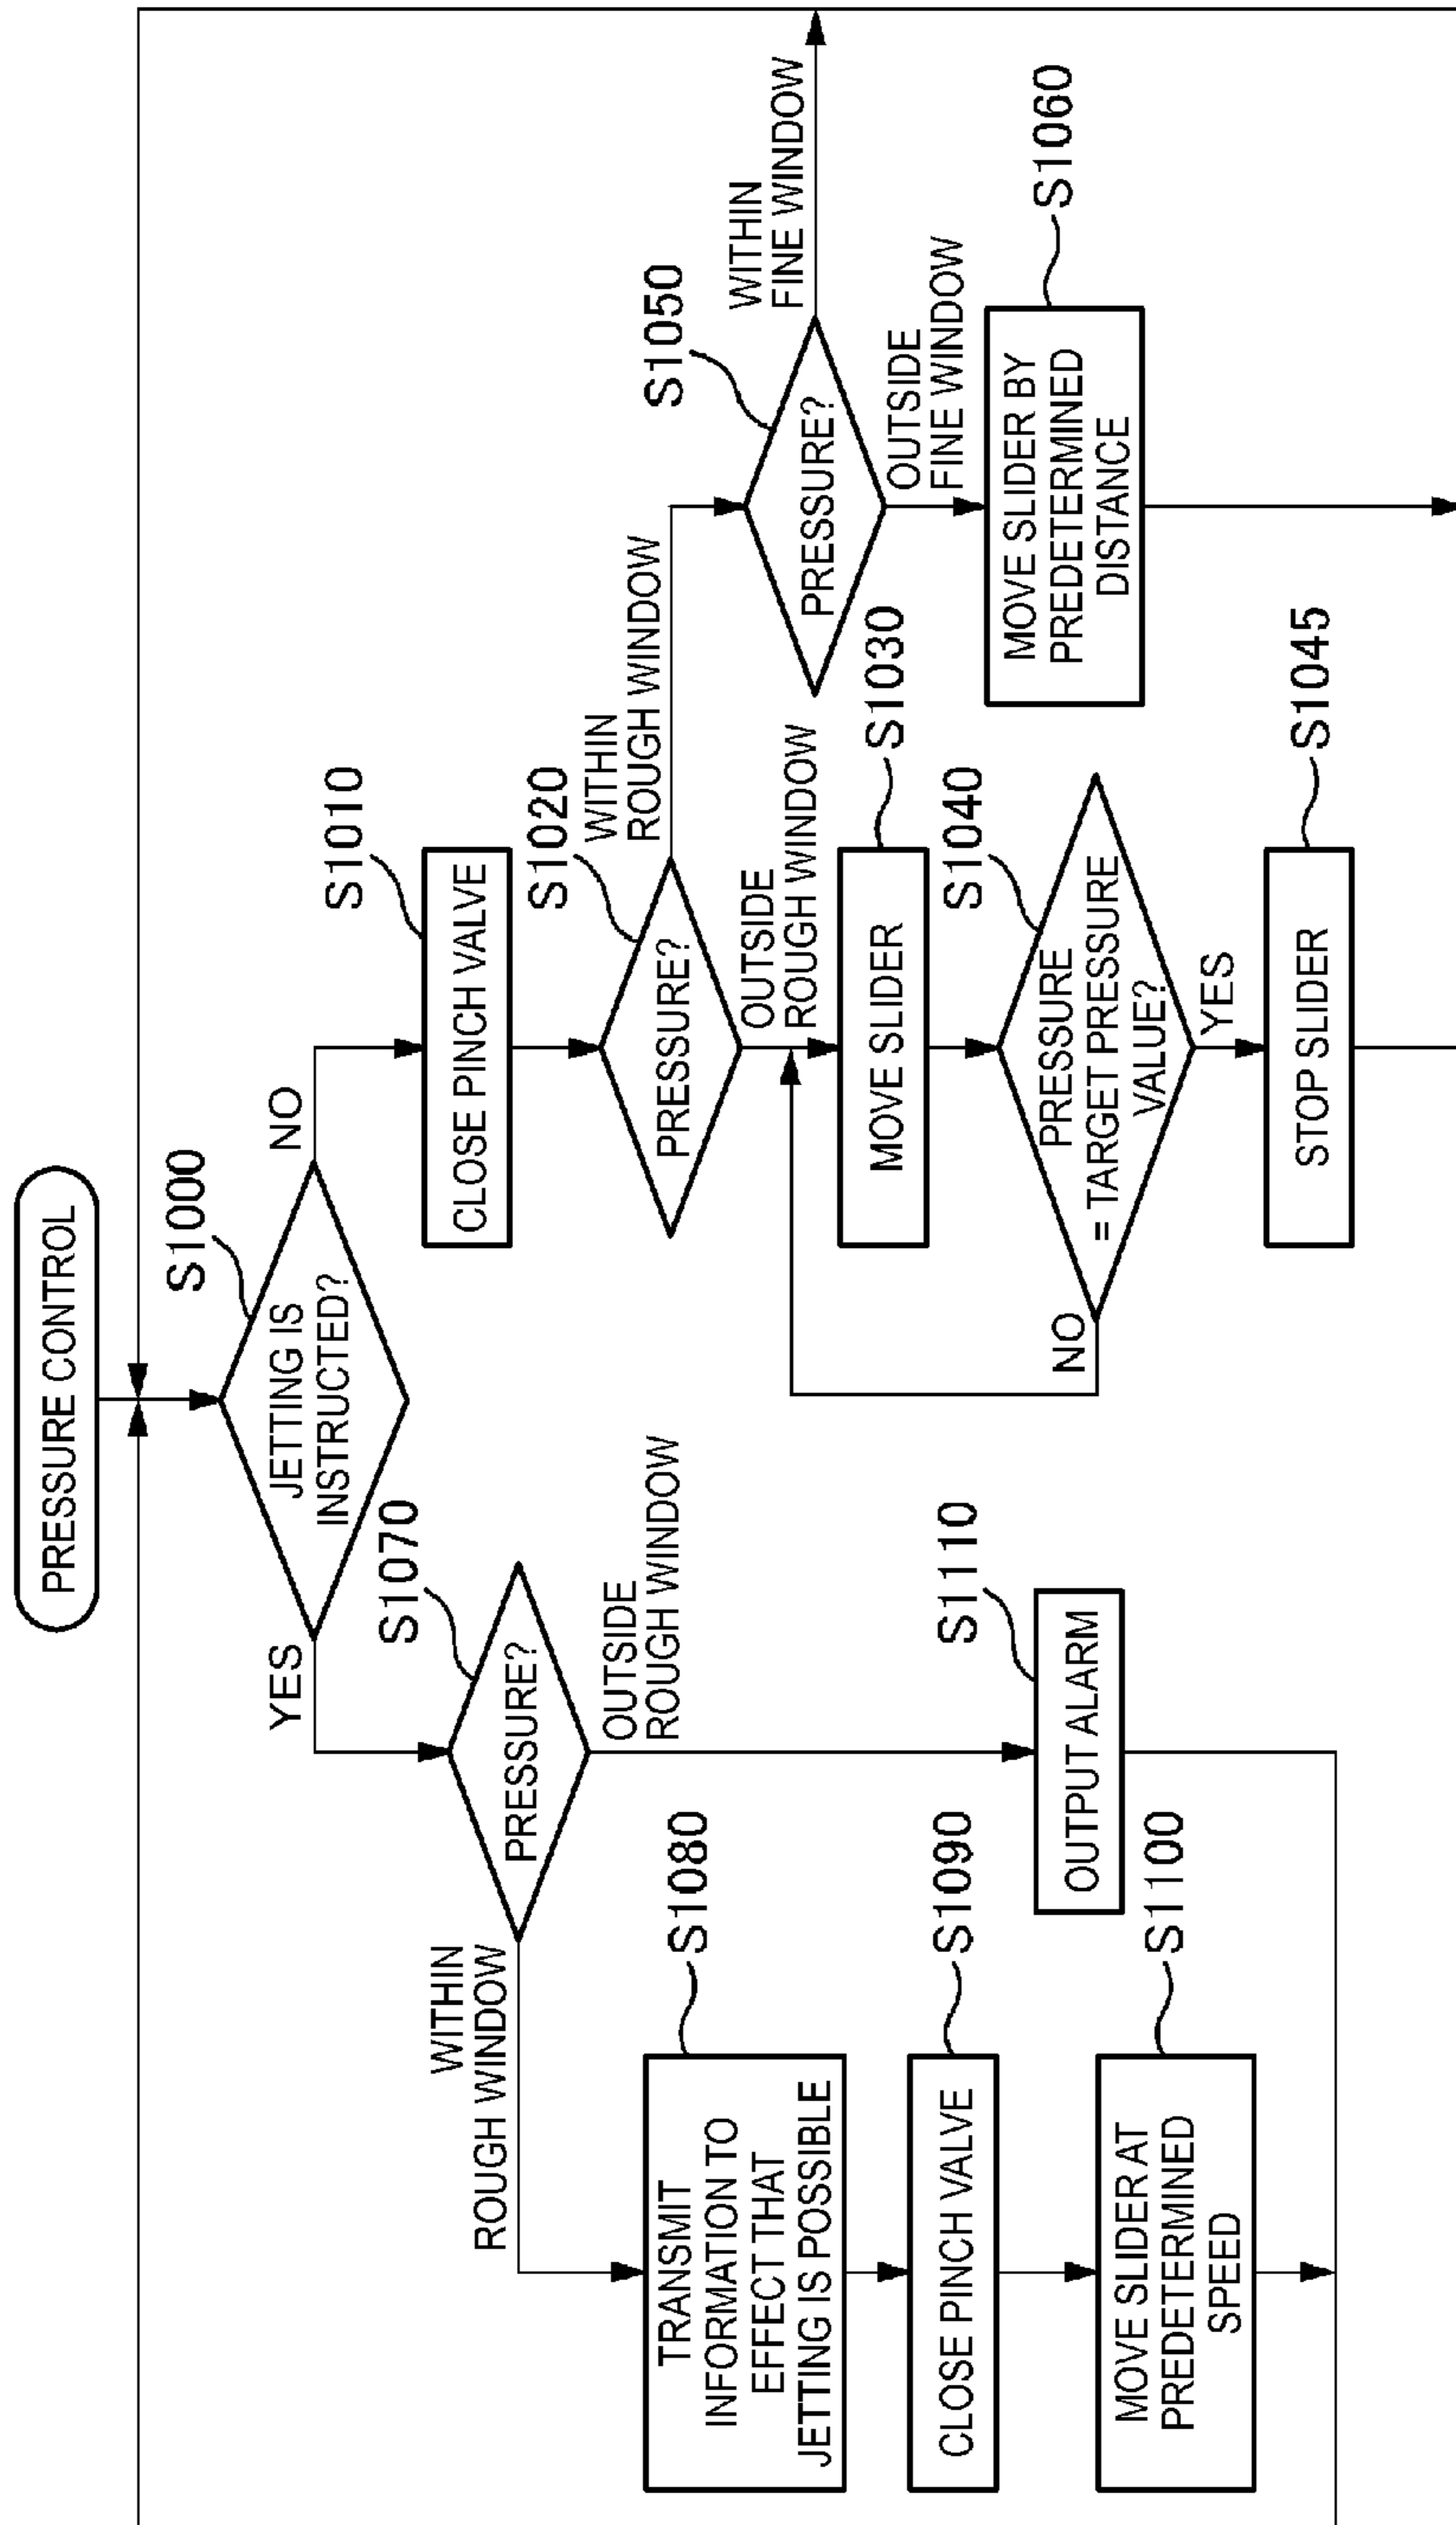 PRESSURE CONTROL
S1000
JETTING IS
INSTRUCTED?
YES
NO
S1070
PRESSURE?
WITHIN
ROUGH WINDOW
OUTSIDE
ROUGH WINDOW
S1080
TRANSMIT
INFORMATION TO
EFFECT THAT
JETTING IS POSSIBLE
S1090
CLOSE PINCH VALVE
S1100
MOVE SLIDER AT
PREDETERMINED
SPEED
S1110
OUTPUT ALARM
S1010
CLOSE PINCH VALVE
S1020
PRESSURE?
WITHIN
ROUGH WINDOW
OUTSIDE
ROUGH WINDOW
S1030
MOVE SLIDER
S1040
PRESSURE
= TARGET PRESSURE
VALUE?
NO
YES
S1045
STOP SLIDER
S1050
PRESSURE?
WITHIN
FINE WINDOW
OUTSIDE
FINE WINDOW
S1060
MOVE SLIDER BY
PREDETERMINED
DISTANCE